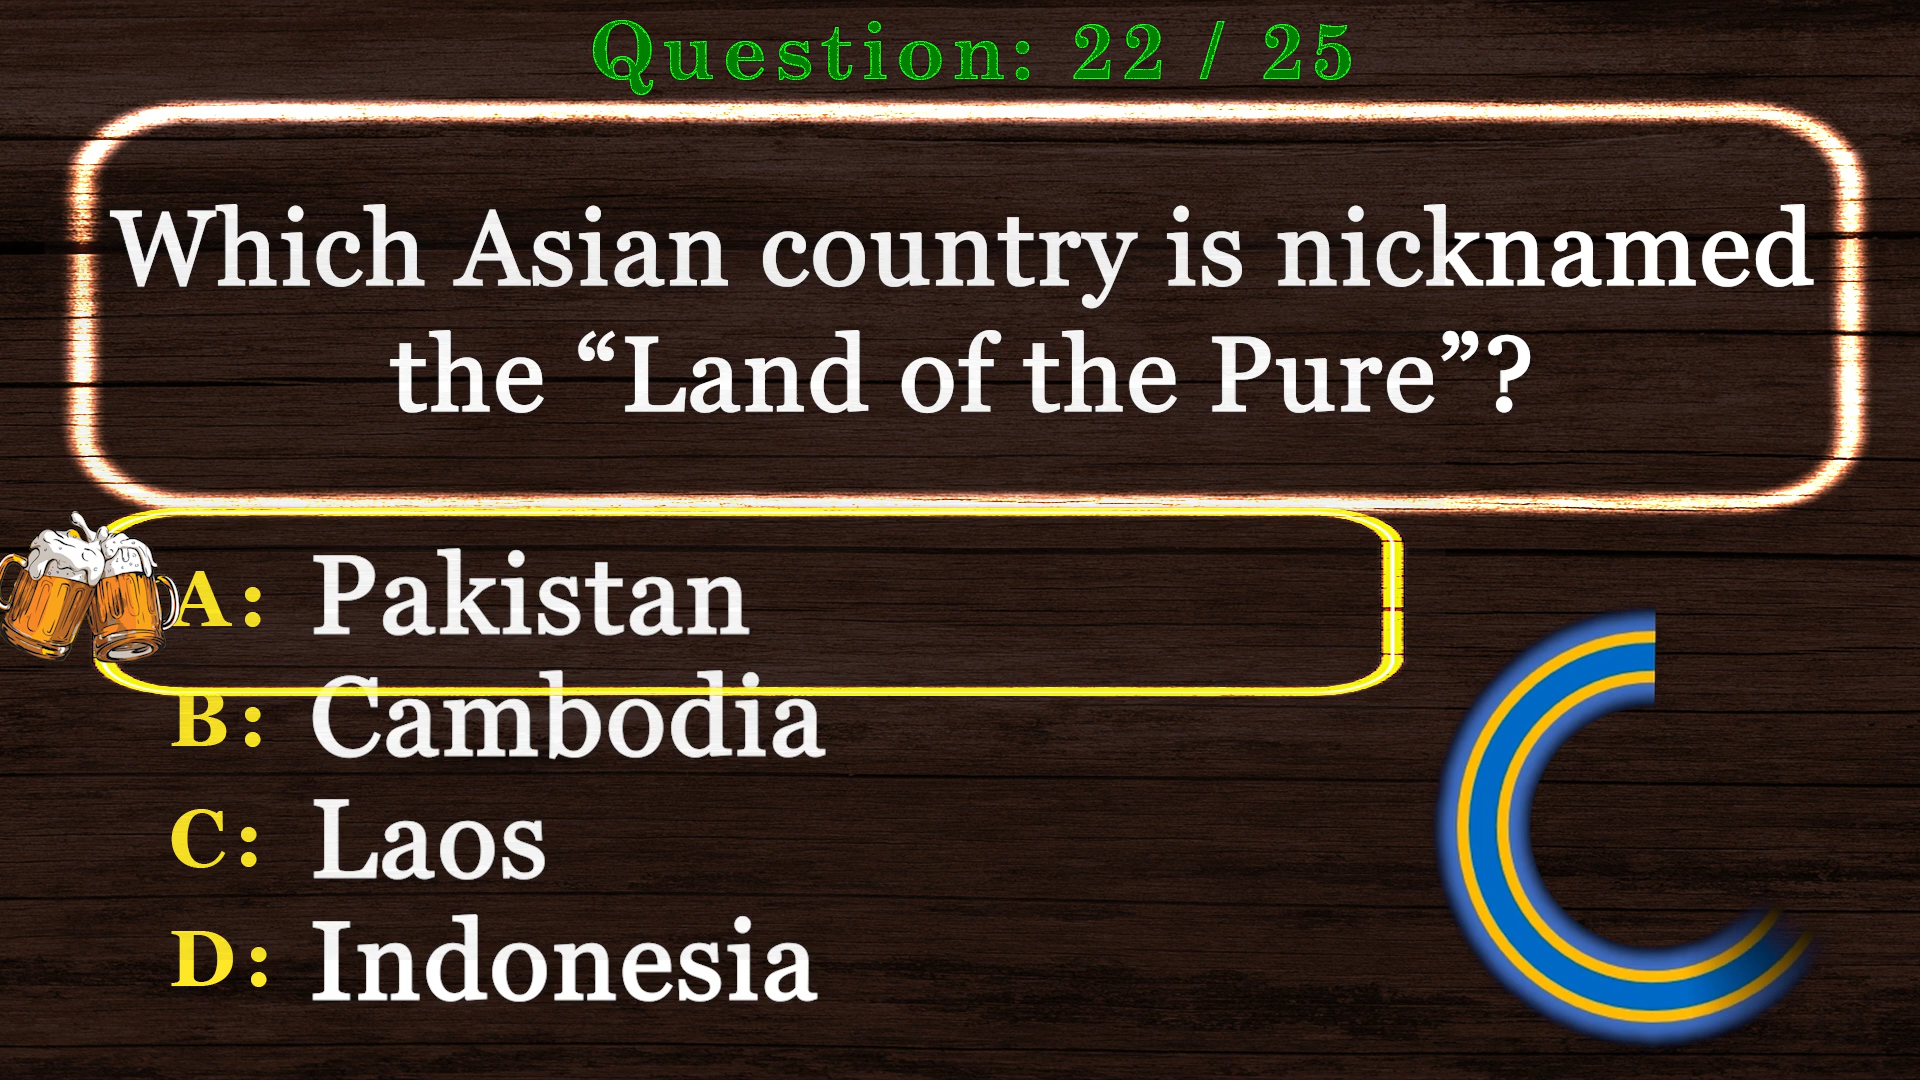 Question: 22 / 25
Which Asian country is nicknamed
the “Land of the Pure”?
A: Pakistan
B: Cambodia
C: Laos
D: Indonesia